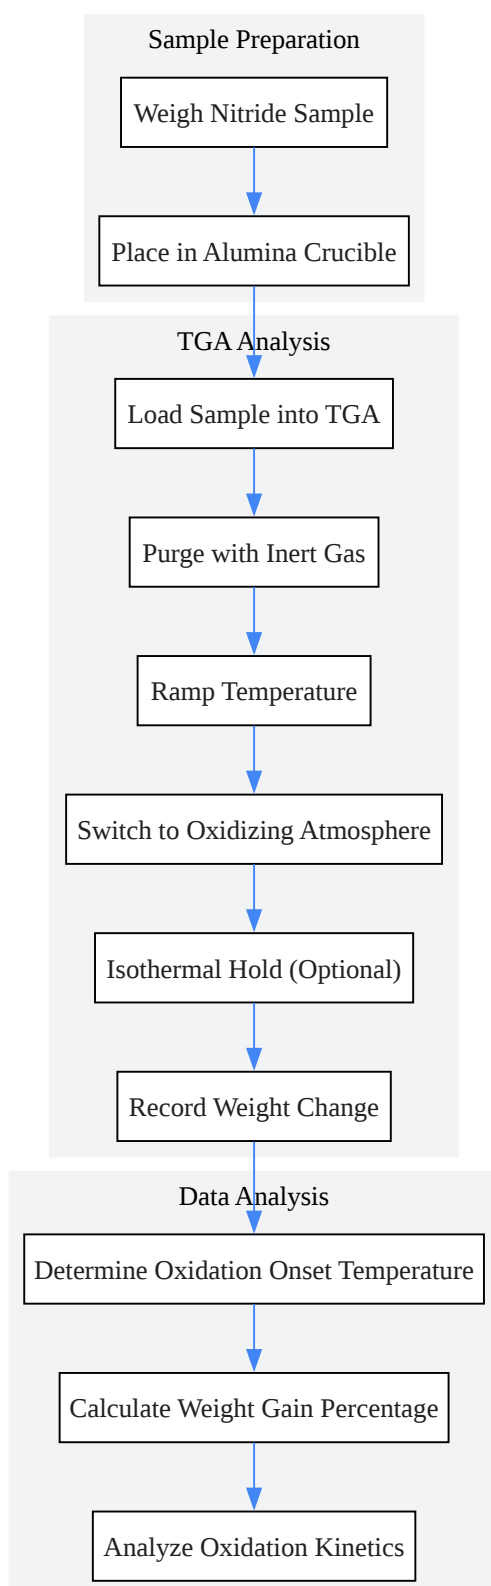 Sample Preparation
Weigh Nitride Sample
Place in Alumina Crucible
TGA Analysis
Load Sample into TGA
Purge with Inert Gas
Ramp Temperature
Switch to Oxidizing Atmosphere
Isothermal Hold (Optional)
Record Weight Change
Data Analysis
Determine Oxidation Onset Temperature
Calculate Weight Gain Percentage
Analyze Oxidation Kinetics